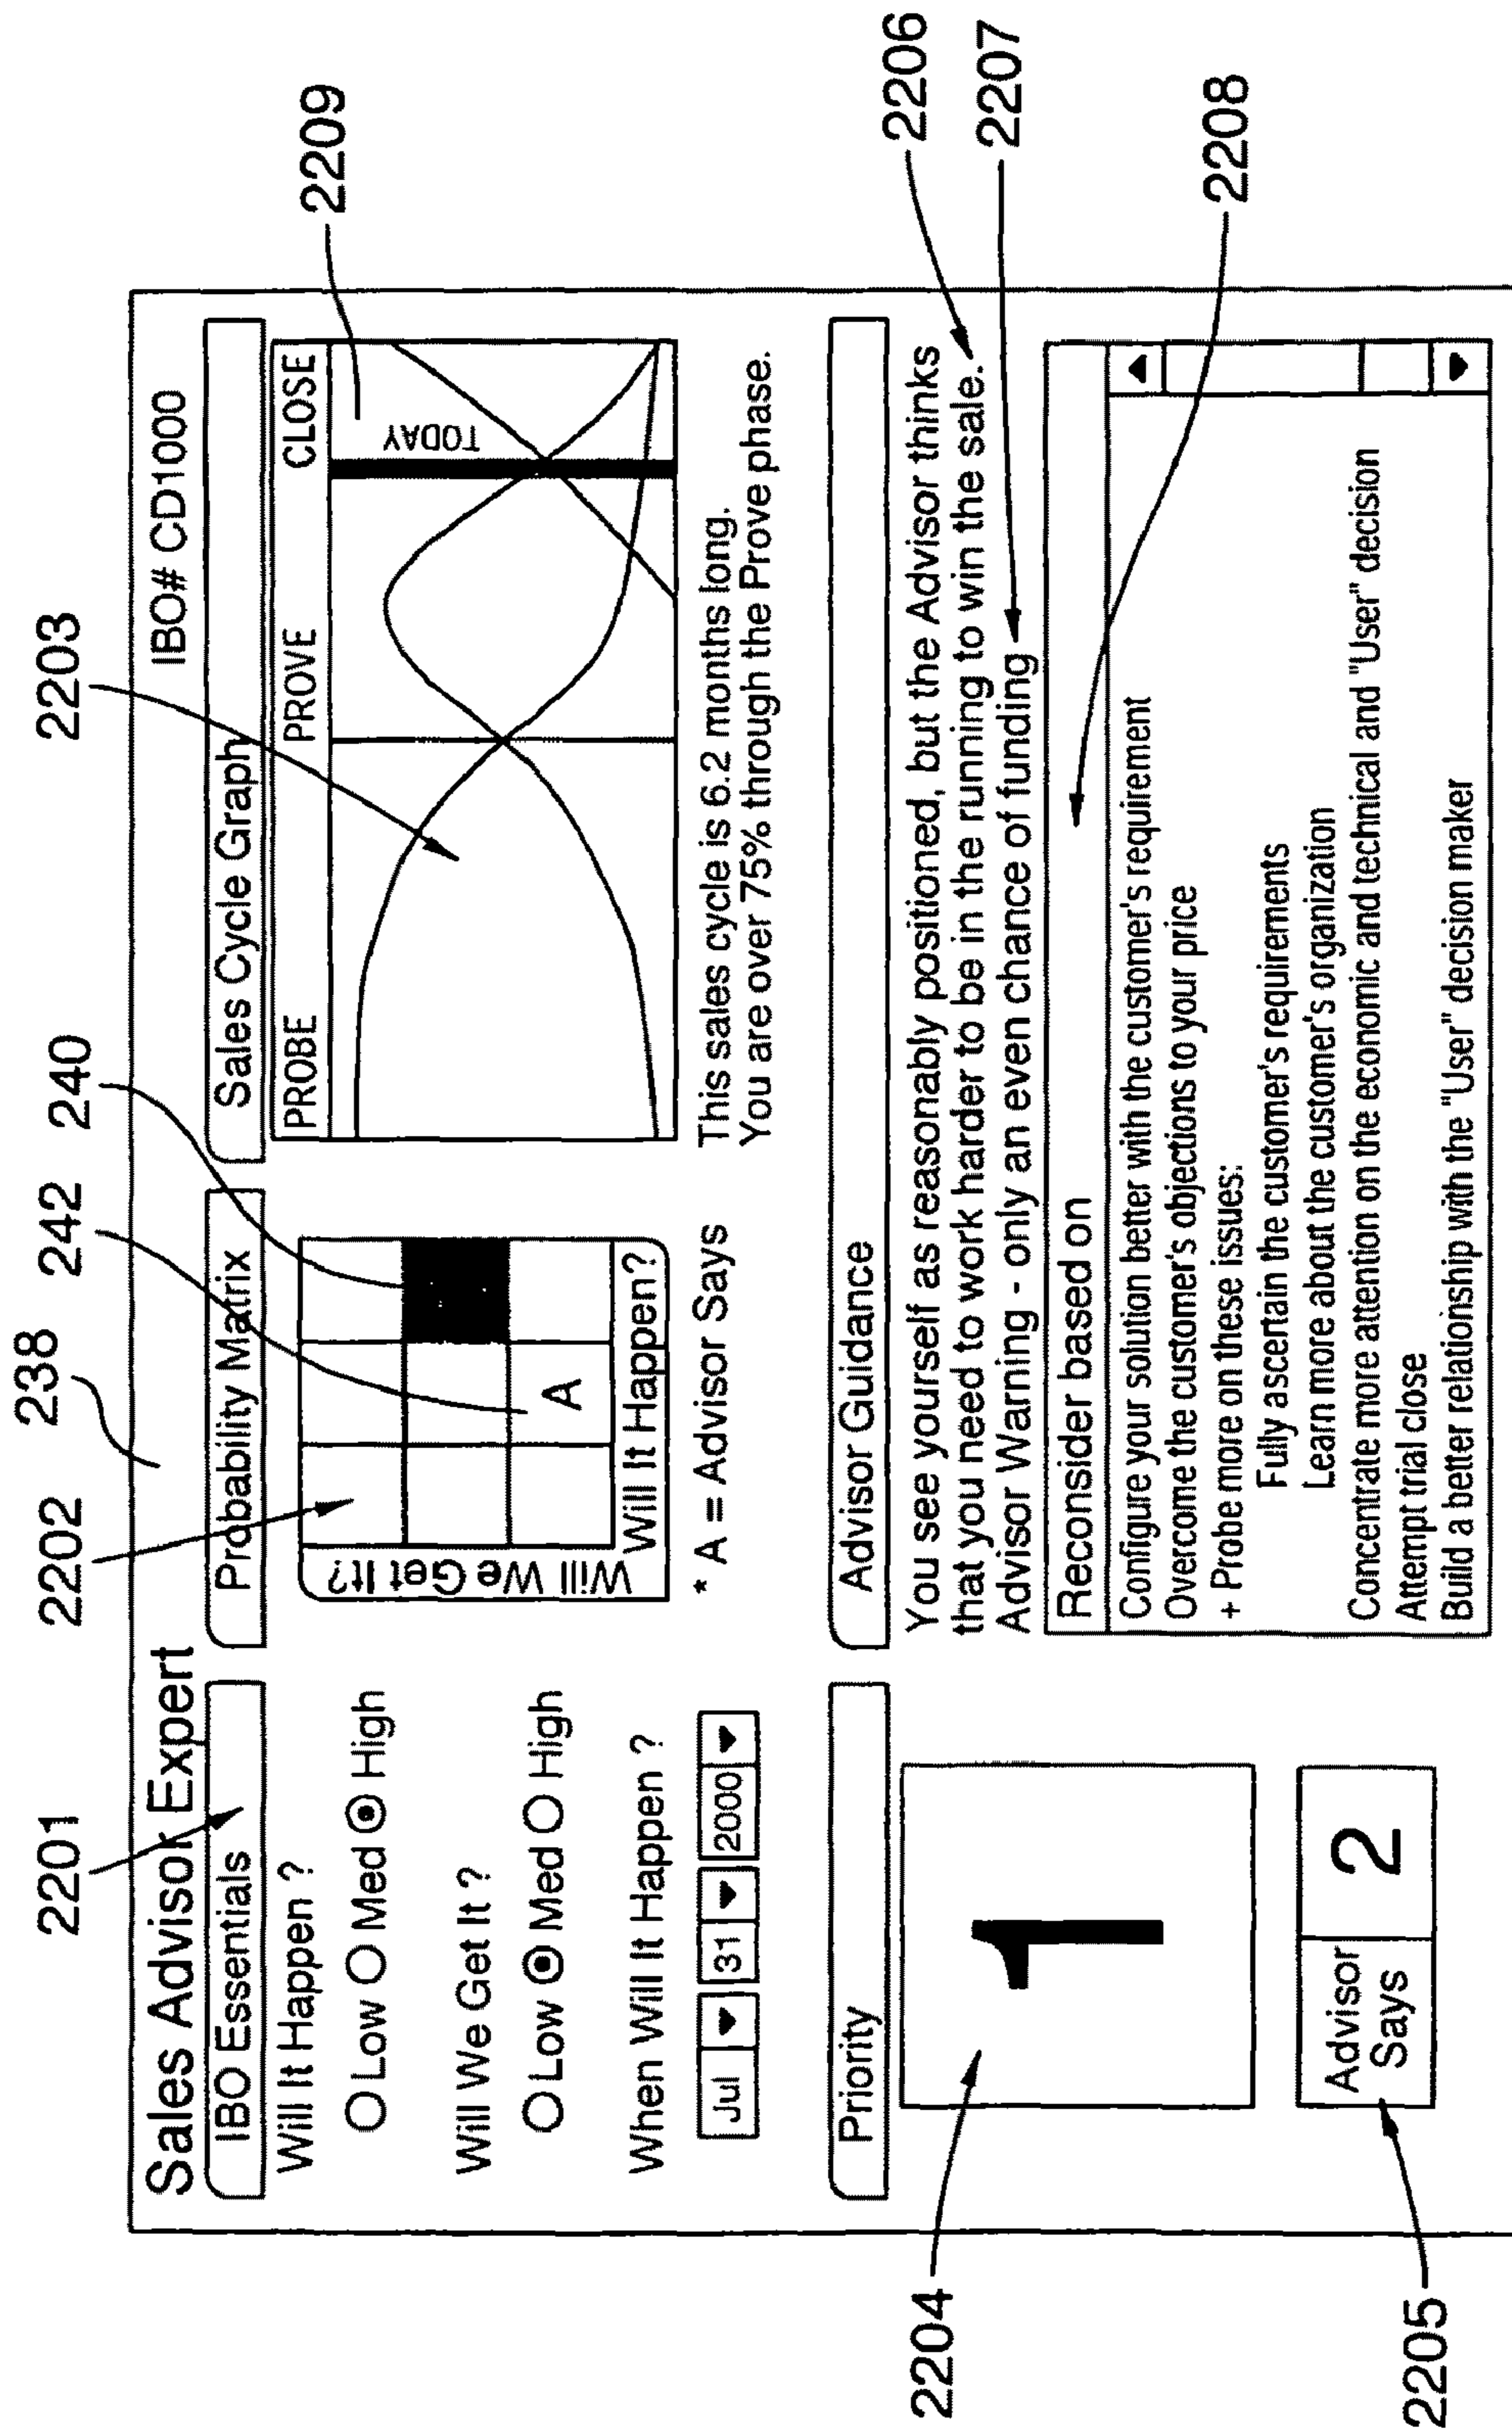 2201
2202
238
242
240
2203
2209
Sales Advisor Expert
IBO# CD1000
IBO Essentials
Will It Happen ?
Low Med High
Will We Get It ?
Low Med High
When Will It Happen ?
Jul 31 2000
Probability Matrix
Will We Get It?
A
Will It Happen?
* A = Advisor Says
Sales Cycle Graph
PROBE PROVE CLOSE
TODAY
This sales cycle is 6.2 months long.
You are over 75% through the Prove phase.
Priority
1
Advisor
Says
2
2204
2205
Advisor Guidance
You see yourself as reasonably positioned, but the Advisor thinks
that you need to work harder to be in the running to win the sale.
Advisor Warning - only an even chance of funding
Reconsider based on
Configure your solution better with the customer's requirement
Overcome the customer's objections to your price
+ Probe more on these issues:
Fully ascertain the customer's requirements
Learn more about the customer's organization
Concentrate more attention on the economic and technical and "User" decision
Attempt trial close
Build a better relationship with the "User" decision maker
2206
2207
2208